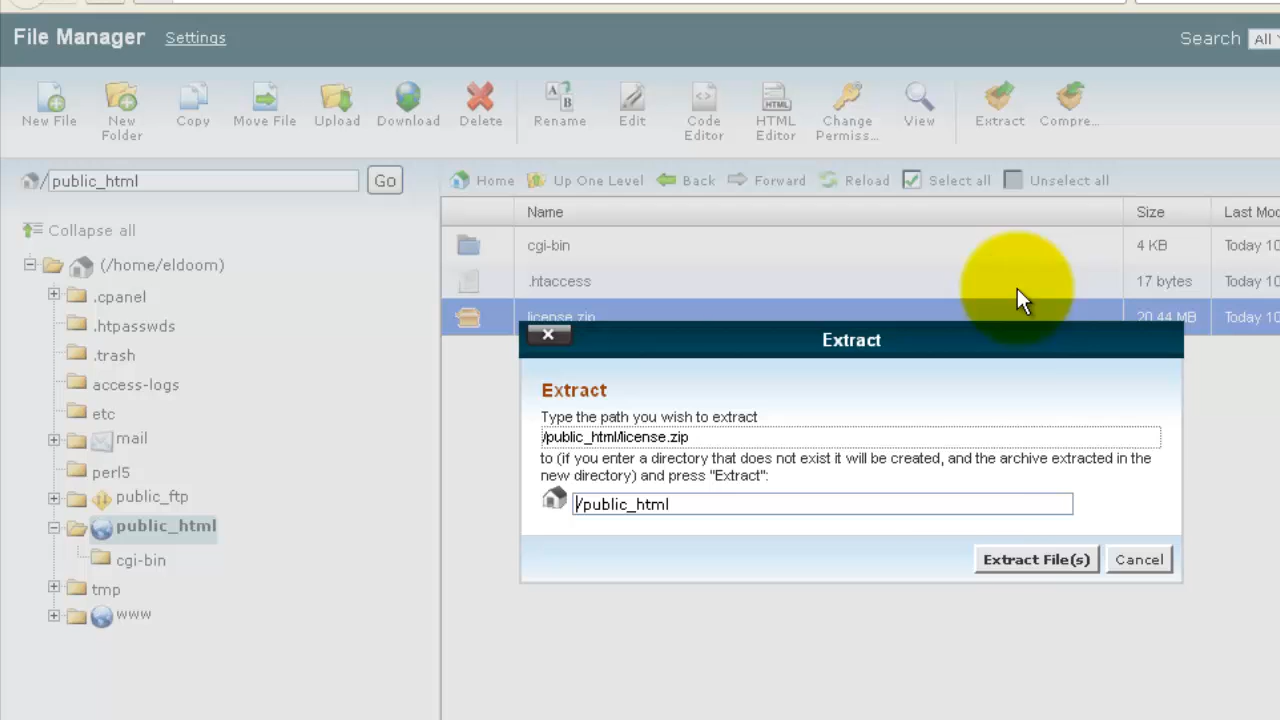 File Manager Settings Search All
New File New Folder Copy Move File Upload Download Delete Rename Edit Code Editor HTML Editor Change Permiss... View Extract Compre...
/ public_html Go
Home Up One Level Back Forward Reload Select all Unselect all
Name Size Last Mod
Collapse all
cgi-bin 4 KB Today 10
(/home/eldoom)
.htaccess 17 bytes Today 10
.cpanel
license.zip 20.44 MB Today 10
.htpasswds
Extract
.trash
access-logs
Extract
etc
Type the path you wish to extract
mail
/public_html/license.zip
to (if you enter a directory that does not exist it will be created, and the archive extracted in the
perl5
new directory) and press "Extract":
public_ftp
/public_html
public_html
cgi-bin
Extract File(s) Cancel
tmp
www